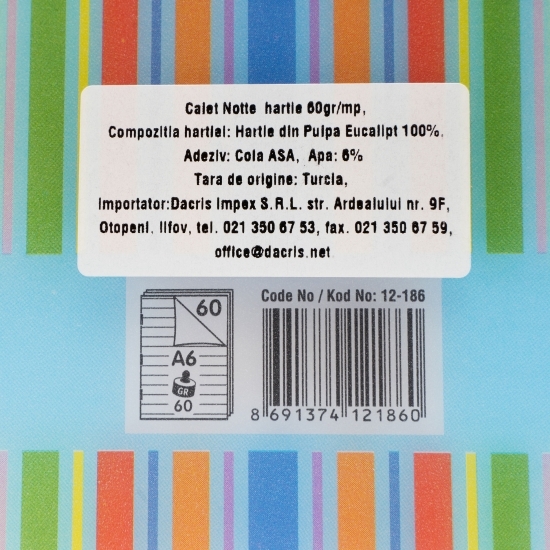 Caiet Notte hartie 60gr/mp,
Compozitia hartiei: Hartie din Pulpa Eucalipt 100%,
Adeziv: Cola ASA, Apa: 6%
Tara de origine: Turcia,
Importator:Dacris Impex S.R.L. str. Ardealului nr. 9F,
Otopeni, Ilfov, tel. 021 350 67 53, fax. 021 350 67 59,
office@dacris.net
Code No / Kod No: 12-186
60
A6
GR
60
8 691374 121860